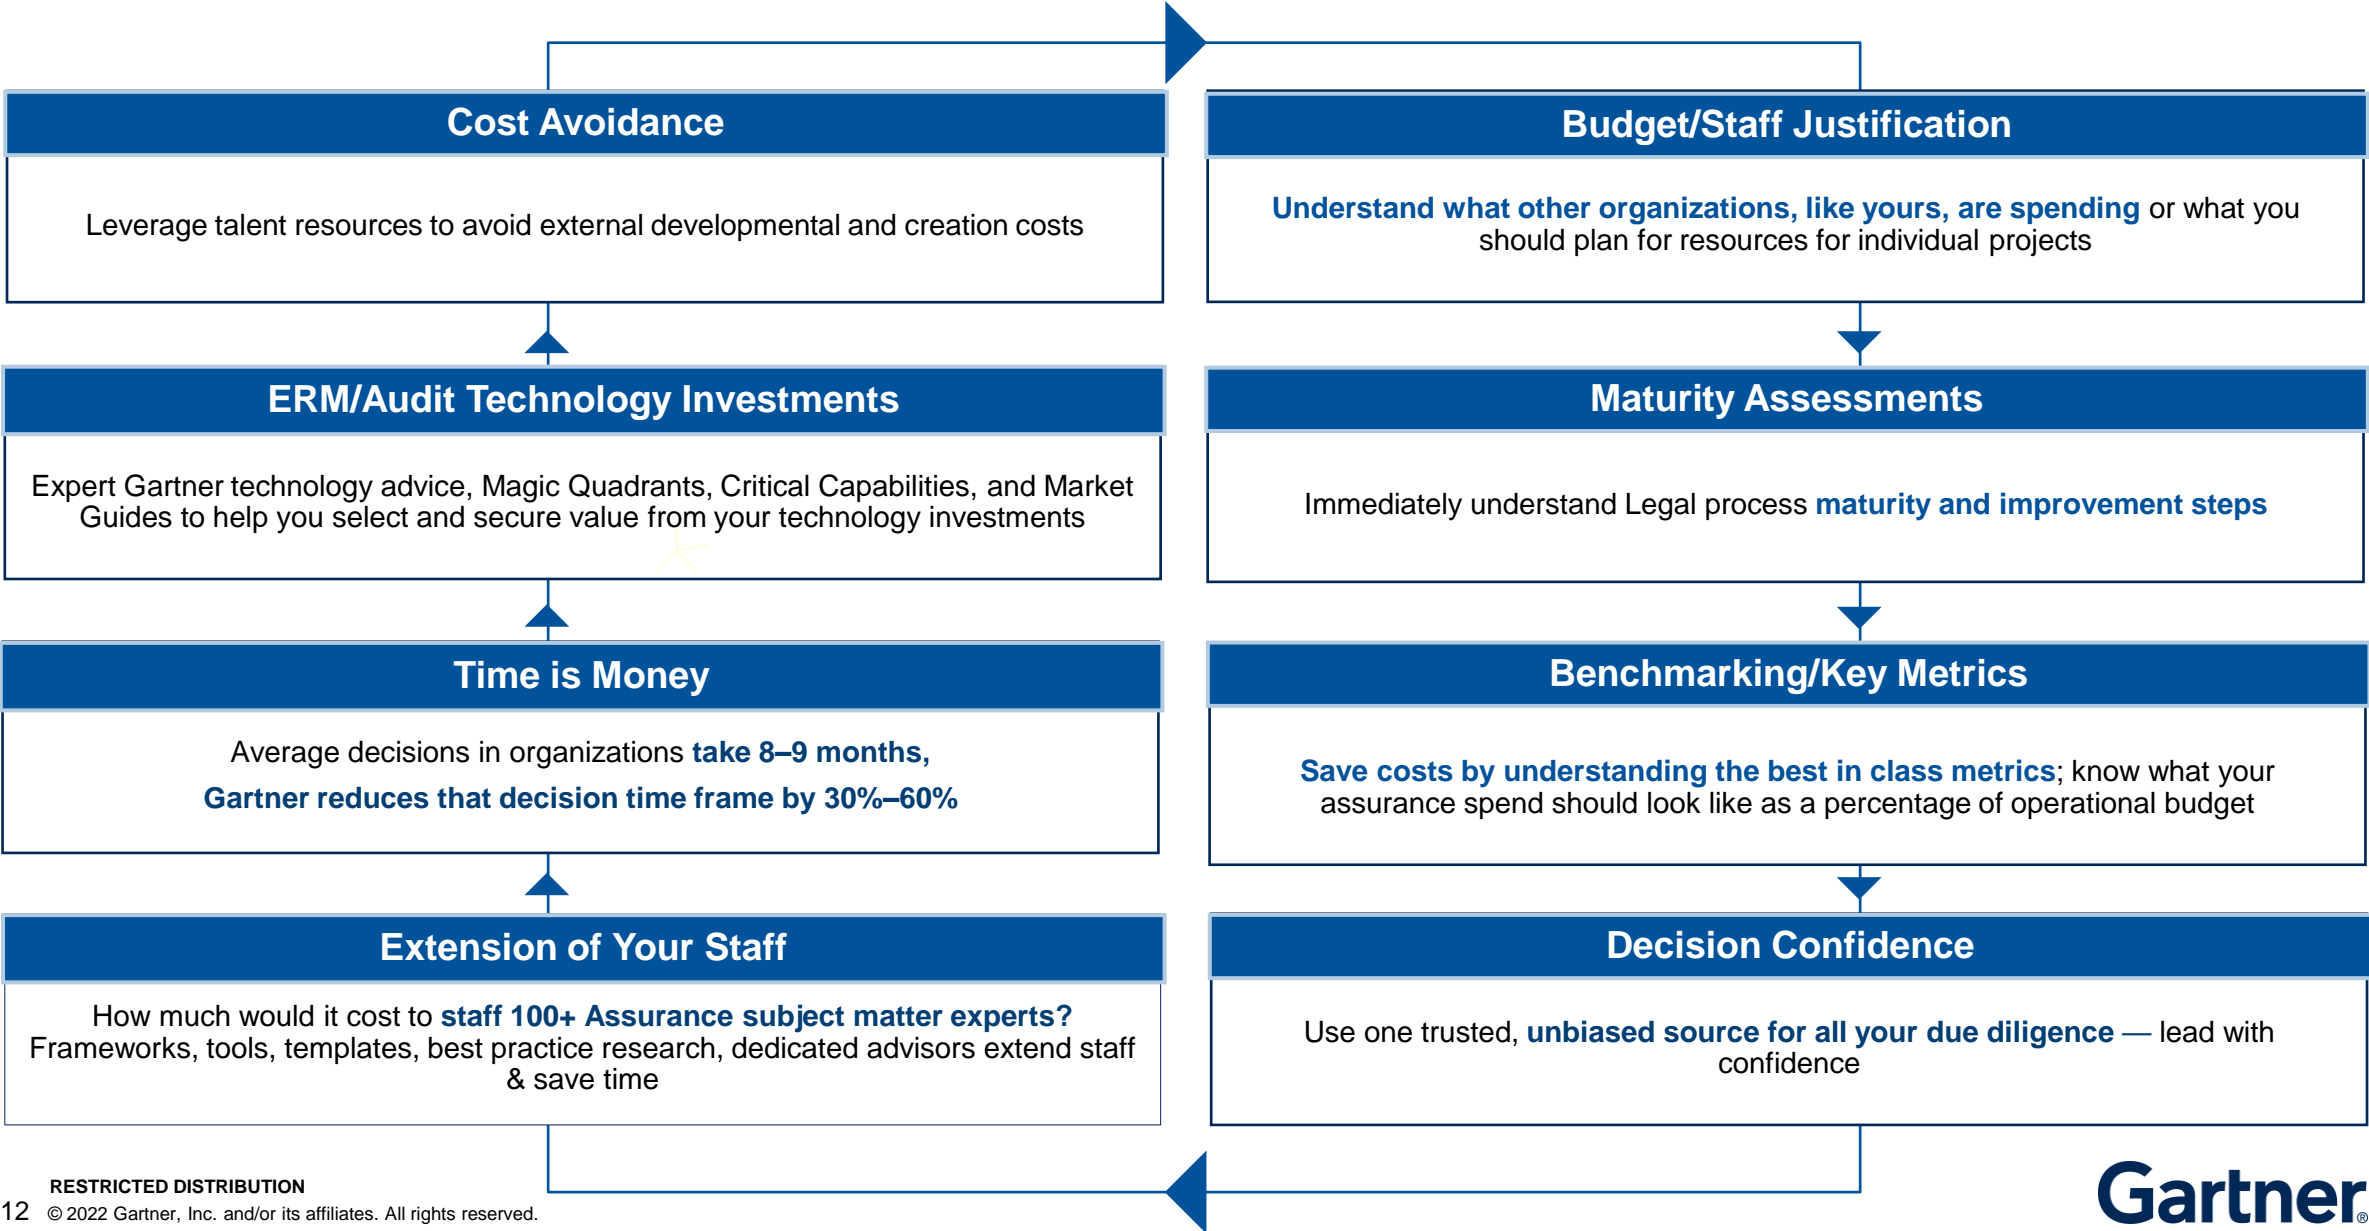 Cost Avoidance
Leverage talent resources to avoid external developmental and creation costs
ERM/Audit Technology Investments
Expert Gartner technology advice, Magic Quadrants, Critical Capabilities, and Market
Guides to help you select and secure value from your technology investments
Time is Money
Average decisions in organizations take 8–9 months,
Gartner reduces that decision time frame by 30%–60%
Extension of Your Staff
How much would it cost to staff 100+ Assurance subject matter experts?
Frameworks, tools, templates, best practice research, dedicated advisors extend staff
& save time
Budget/Staff Justification
Understand what other organizations, like yours, are spending or what you
should plan for resources for individual projects
Maturity Assessments
Immediately understand Legal process maturity and improvement steps
Benchmarking/Key Metrics
Save costs by understanding the best in class metrics; know what your
assurance spend should look like as a percentage of operational budget
Decision Confidence
Use one trusted, unbiased source for all your due diligence — lead with
confidence
RESTRICTED DISTRIBUTION
12 © 2022 Gartner, Inc. and/or its affiliates. All rights reserved.
Gartner®